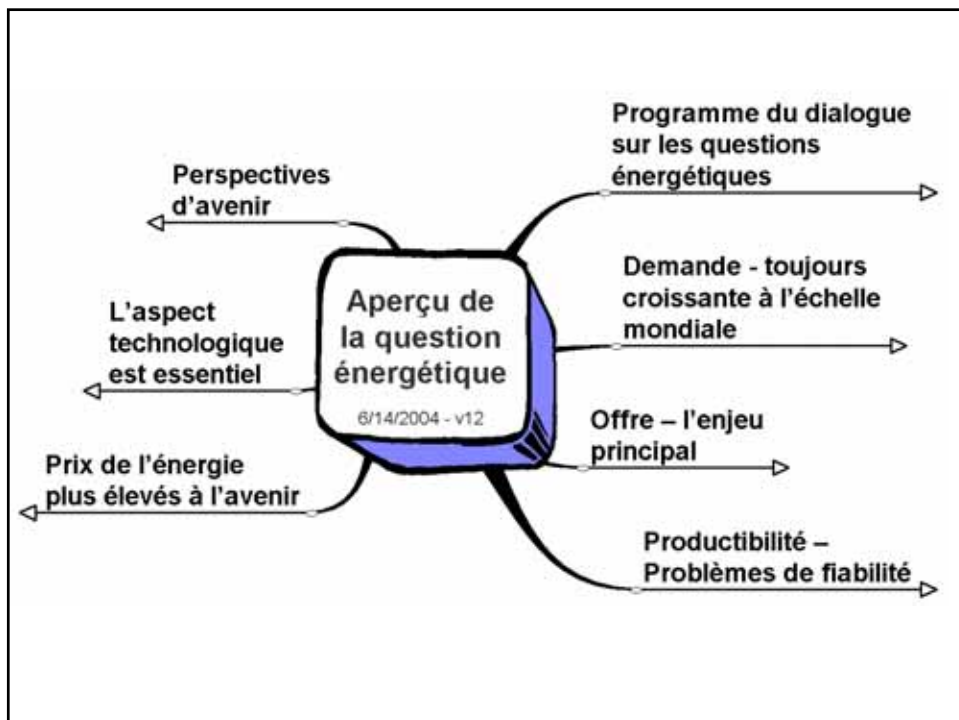 Aperçu de
la question
énergétique
6/14/2004 - v12
Programme du dialogue
sur les questions
énergétiques
Demande - toujours
croissante à l'échelle
mondiale
Offre – l'enjeu
principal
Productibilité –
Problèmes de fiabilité
Prix de l'énergie
plus élevés à l'avenir
L'aspect
technologique
est essentiel
Perspectives
d'avenir